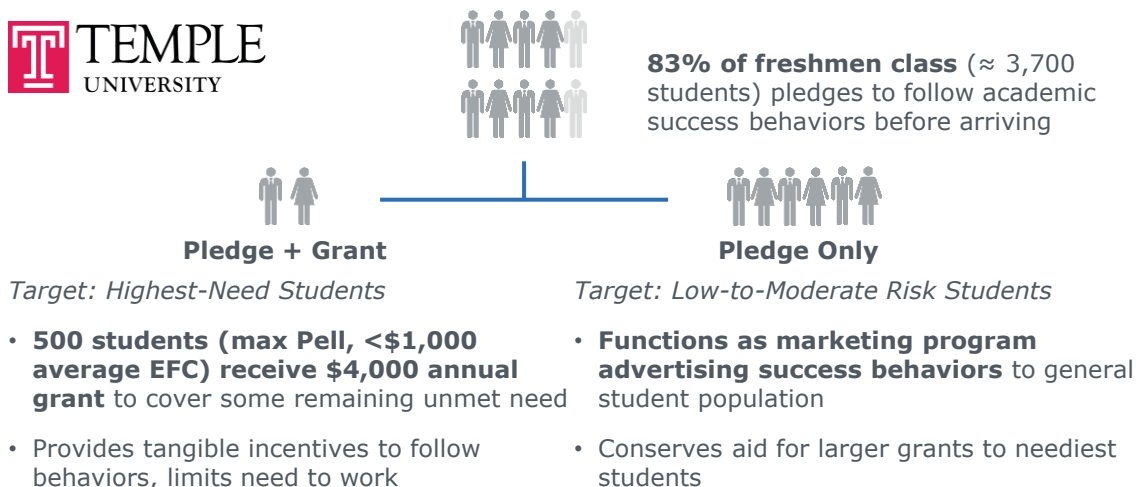 TEMPLE
UNIVERSITY
83% of freshmen class (≈ 3,700
students) pledges to follow academic
success behaviors before arriving
Pledge + Grant
Target: Highest-Need Students
• 500 students (max Pell, <$1,000
average EFC) receive $4,000 annual
grant to cover some remaining unmet need
• Provides tangible incentives to follow
behaviors, limits need to work
Pledge Only
Target: Low-to-Moderate Risk Students
• Functions as marketing program
advertising success behaviors to general
student population
• Conserves aid for larger grants to neediest
students